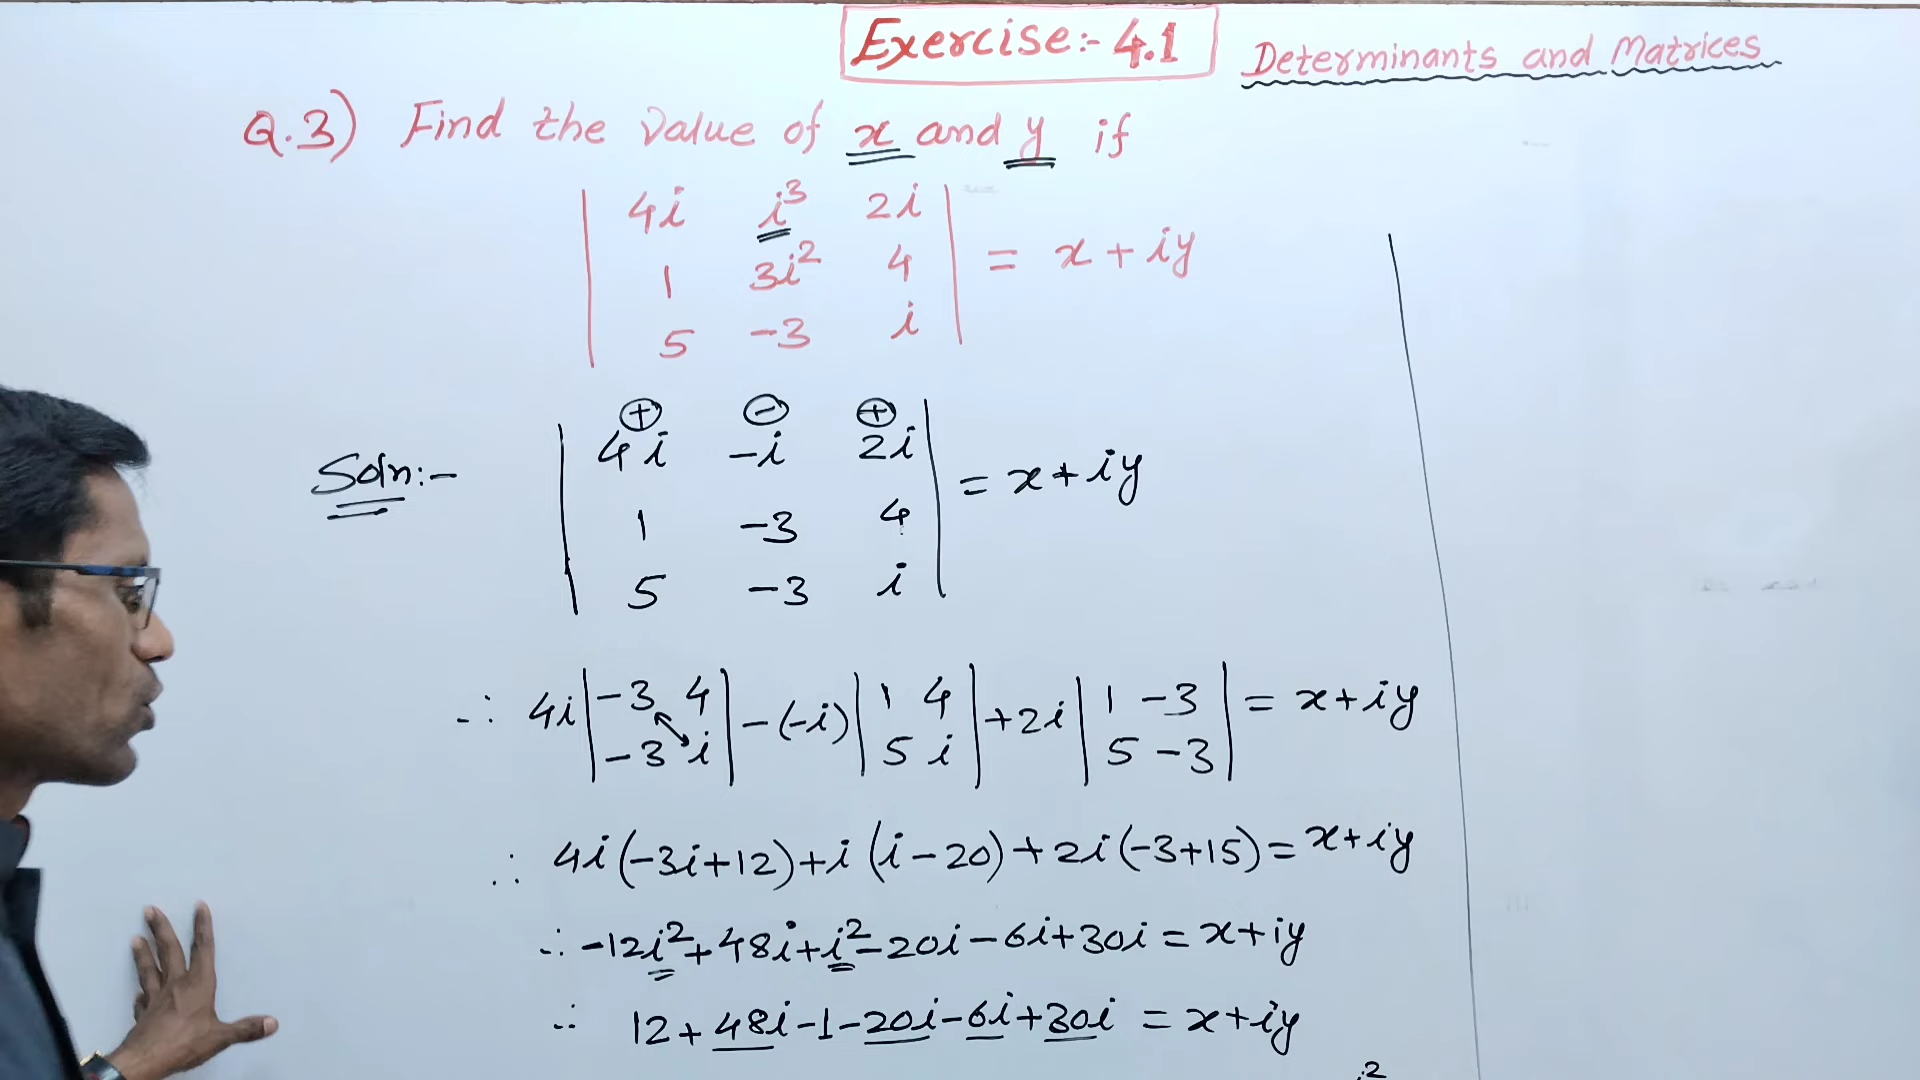 Exercise:- 4.1
Determinants and Matrices
Q.3) Find the value of x and y if
| 4i i³ 2i |
| 1 3i² 4 | = x + iy
| 5 -3 i |
⊕ ⊖ ⊕
Soln:- | 4i -i 2i |
| 1 -3 4 | = x + iy
| 5 -3 i |
∴ 4i | -3 4 | - (-i) | 1 4 | + 2i | 1 -3 | = x + iy
| -3 i | | 5 i | | 5 -3 |
∴ 4i (-3i + 12) + i (i - 20) + 2i (-3 + 15) = x + iy
∴ -12i² + 48i + i² - 20i - 6i + 30i = x + iy
∴ 12 + 48i - 1 - 20i - 6i + 30i = x + iy